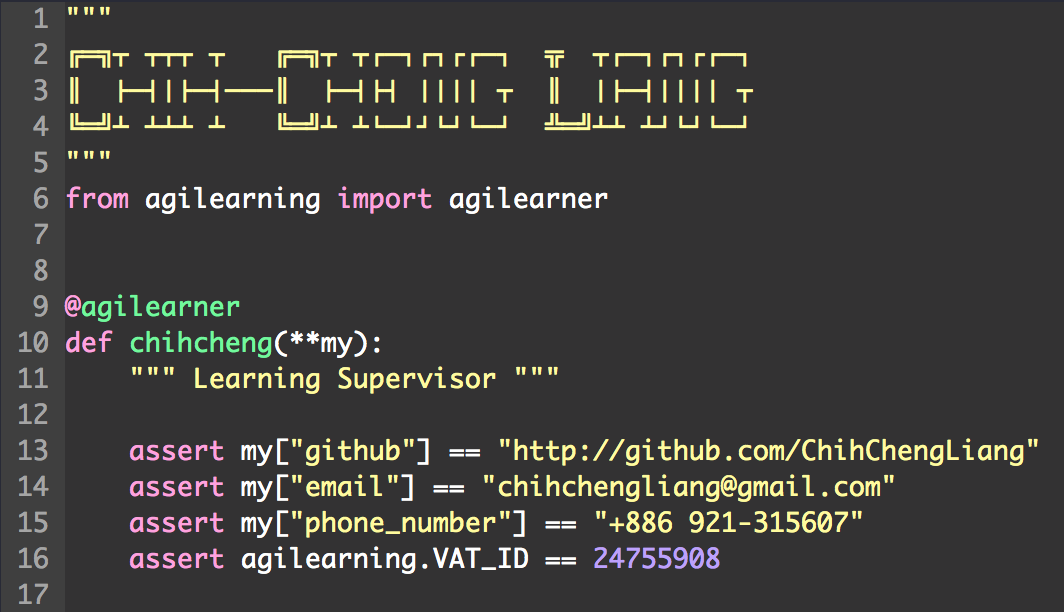 1 """
2 ╔═╗┬ ┬┬┬ ┬   ╔═╗┬ ┬┌─┐┌┐┌┌─┐  ╦  ┬┌─┐┌┐┌┌─┐
3 ║  ├─┤│├─┤───║  ├─┤├┤ ││││ ┬  ║  │├─┤││││ ┬
4 ╚═╝┴ ┴┴┴ ┴   ╚═╝┴ ┴└─┘┘└┘└─┘  ╩═╝┴┴ ┴┘└┘└─┘
5 """
6 from agilearning import agilearner
7
8
9 @agilearner
10 def chihcheng(**my):
11     """ Learning Supervisor """
12
13     assert my["github"] == "http://github.com/ChihChengLiang"
14     assert my["email"] == "chihchengliang@gmail.com"
15     assert my["phone_number"] == "+886 921-315607"
16     assert agilearning.VAT_ID == 24755908
17